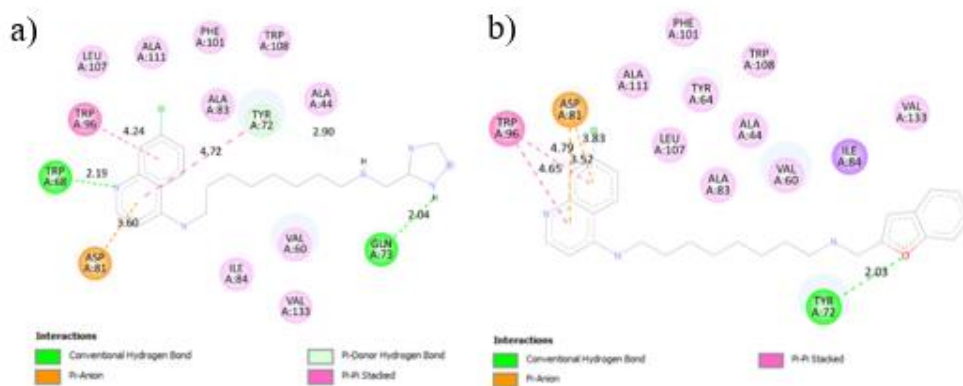 a)
LEU
A:107
ALA
A:111
PHE
A:101
TRP
A:108
TRP
A:96
4.24
ALA
A:83
TYR
A:72
ALA
A:44
2.90
4.72
TRP
A:68
2.19
H
3.60
2.04
H
ASP
A:81
N
VAL
A:60
GLN
A:73
ILE
A:84
VAL
A:133
Interactions
Conventional Hydrogen Bond
Pi-Anion
Pi-Donor Hydrogen Bond
Pi-Pi Stacked
b)
PHE
A:101
TRP
A:108
ALA
A:111
TYR
A:64
ASP
A:81
VAL
A:133
TRP
A:96
3.83
4.79
3.52
4.65
LEU
A:107
ALA
A:44
ILE
A:84
VAL
A:60
ALA
A:83
N
N
O
2.03
TYR
A:72
Interactions
Conventional Hydrogen Bond
Pi-Anion
Pi-Pi Stacked